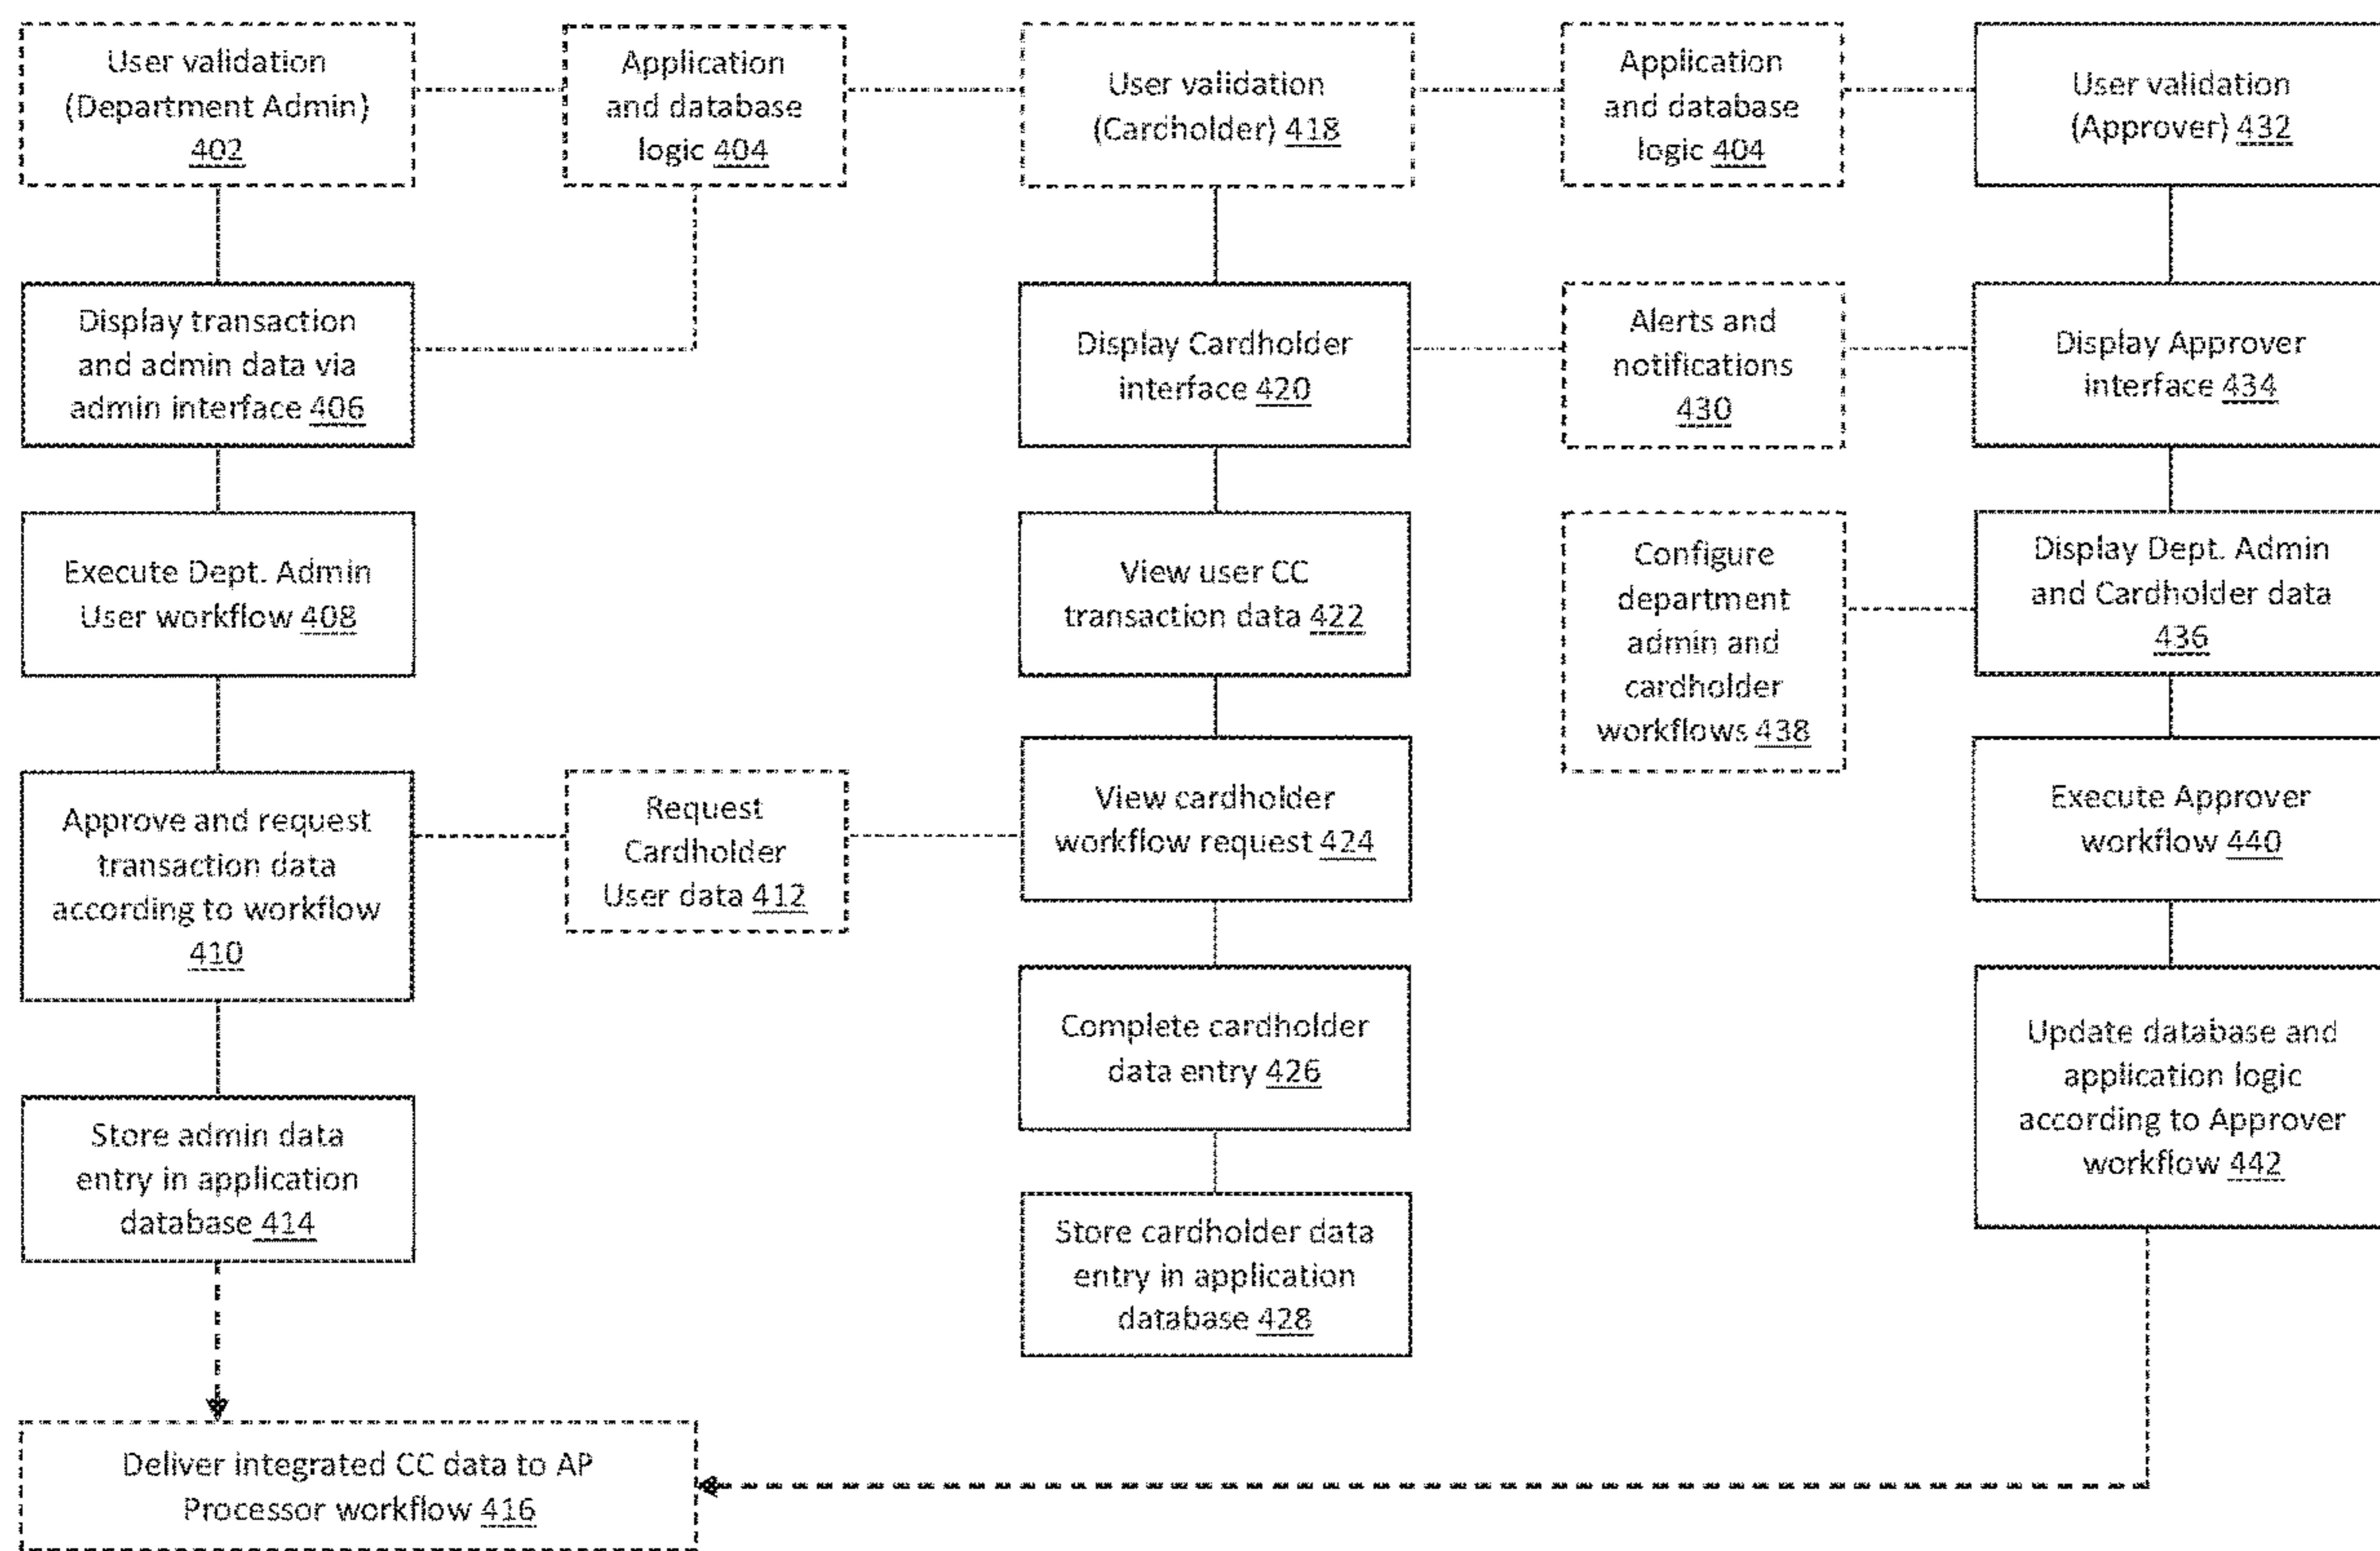 User validation
(Department Admin)
402
Application
and database
logic 404
User validation
(Cardholder) 418
Application
and database
logic 404
User validation
(Approver) 432
Display transaction
and admin data via
admin interface 406
Display Cardholder
interface 420
Alerts and
notifications
430
Display Approver
interface 434
Execute Dept. Admin
User workflow 408
View user CC
transaction data 422
Configure
department
admin and
cardholder
workflows 438
Display Dept. Admin
and Cardholder data
436
Approve and request
transaction data
according to workflow
410
Request
Cardholder
User data 412
View cardholder
workflow request 424
Execute Approver
workflow 440
Complete cardholder
data entry 426
Update database and
application logic
according to Approver
workflow 442
Store admin data
entry in application
database 414
Store cardholder data
entry in application
database 428
Deliver integrated CC data to AP
Processor workflow 416